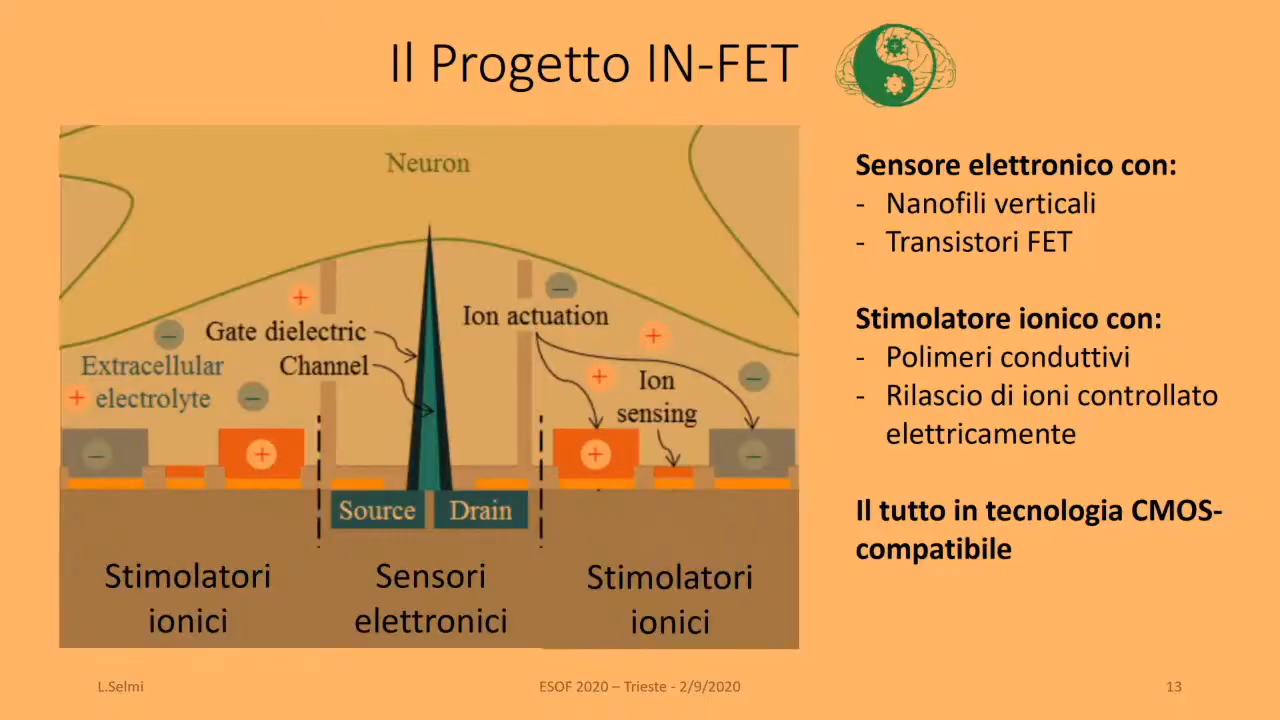 Il Progetto IN-FET
Neuron
+
−
−
Gate dielectric
Channel
Ion actuation
+
Extracellular
electrolyte
+
−
+
−
Ion
sensing
−
+
+
−
Source
Drain
Stimolatori
ionici
Sensori
elettronici
Stimolatori
ionici
Sensore elettronico con:
- Nanofili verticali
- Transistori FET
Stimolatore ionico con:
- Polimeri conduttivi
- Rilascio di ioni controllato
elettricamente
Il tutto in tecnologia CMOS-
compatibile
L.Selmi
ESOF 2020 – Trieste - 2/9/2020
13